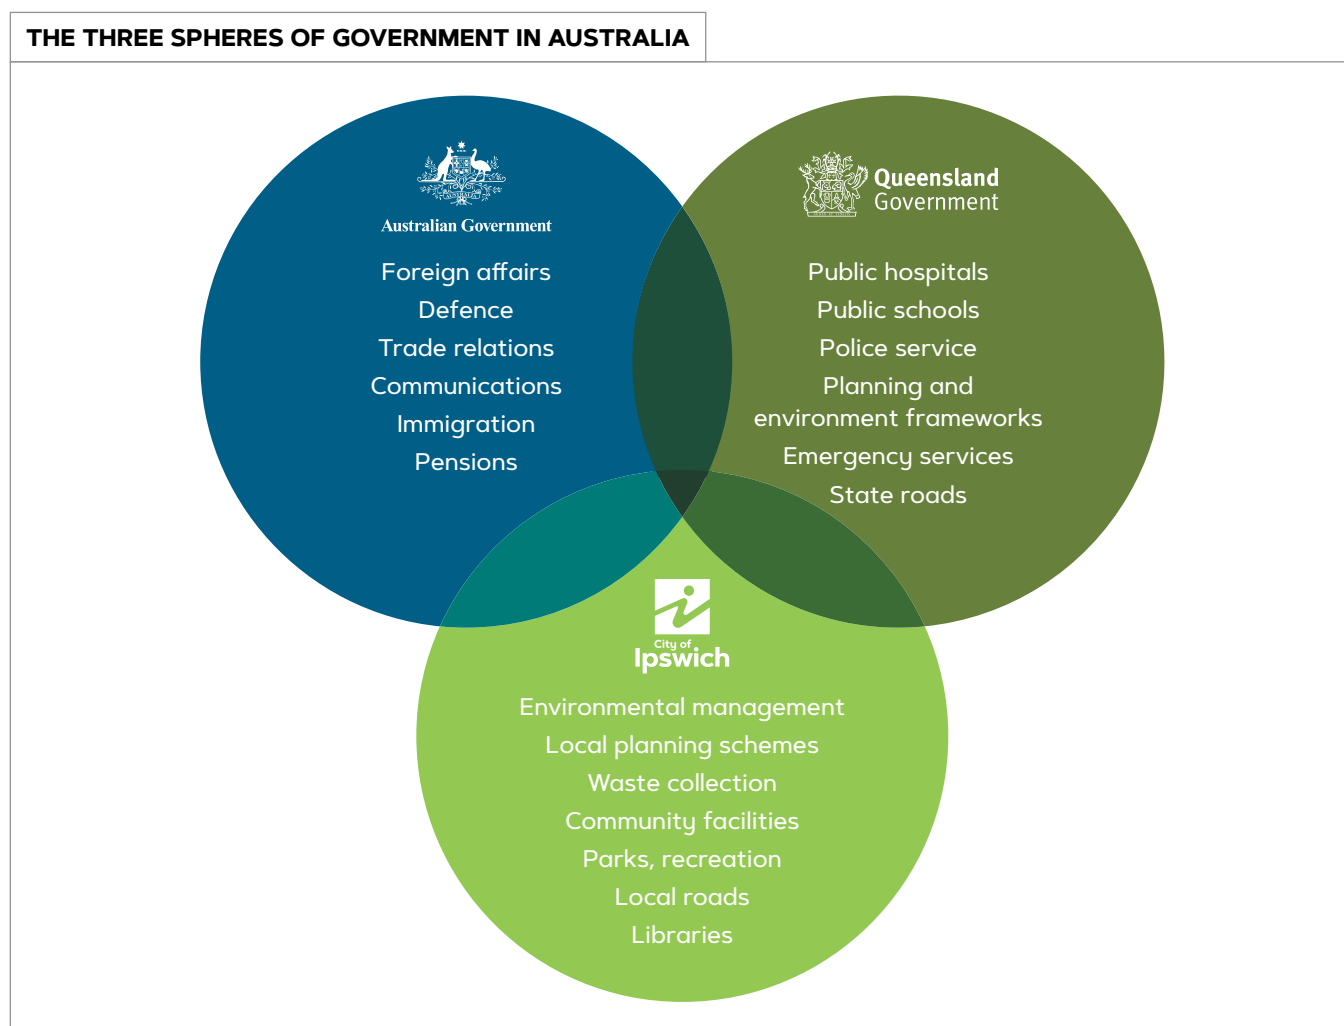 THE THREE SPHERES OF GOVERNMENT IN AUSTRALIA
Australian Government
Foreign affairs
Defence
Trade relations
Communications
Immigration
Pensions
Queensland
Government
Public hospitals
Public schools
Police service
Planning and
environment frameworks
Emergency services
State roads
City of
Ipswich
Environmental management
Local planning schemes
Waste collection
Community facilities
Parks, recreation
Local roads
Libraries